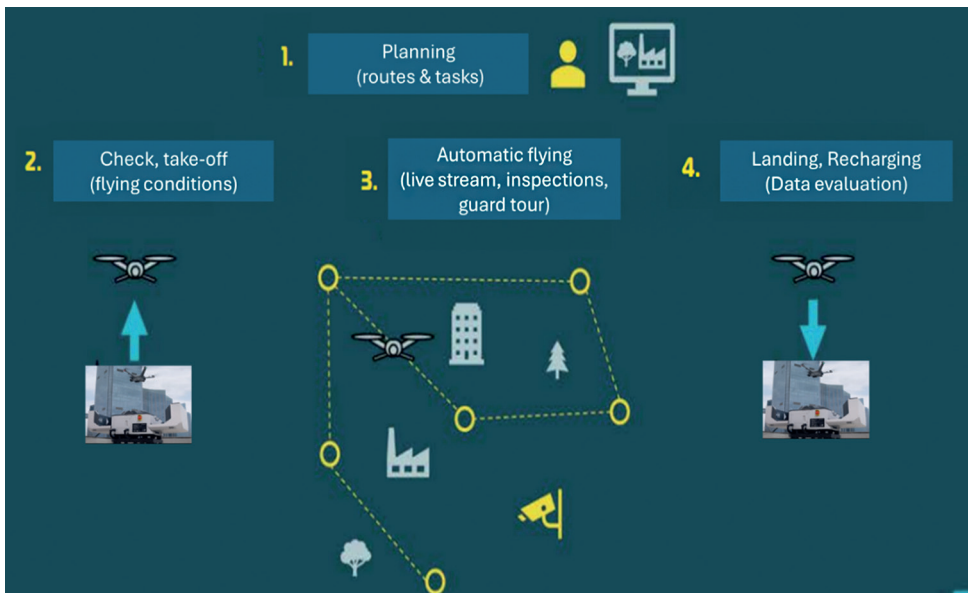 1.
Planning
(routes & tasks)
2.
Check, take-off
(flying conditions)
3.
Automatic flying
(live stream, inspections,
guard tour)
4.
Landing, Recharging
(Data evaluation)